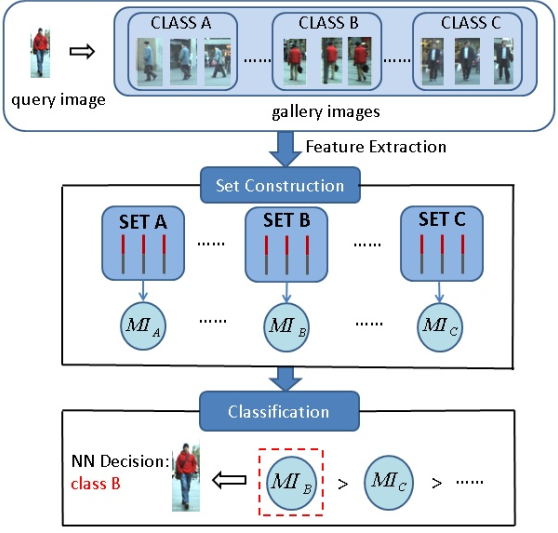 CLASS A
CLASS B
CLASS C
......
......
query image
gallery images
Feature Extraction
Set Construction
SET A
......
SET B
......
SET C
MI_A
......
MI_B
......
MI_C
Classification
NN Decision:
class B
MI_B > MI_C > ......